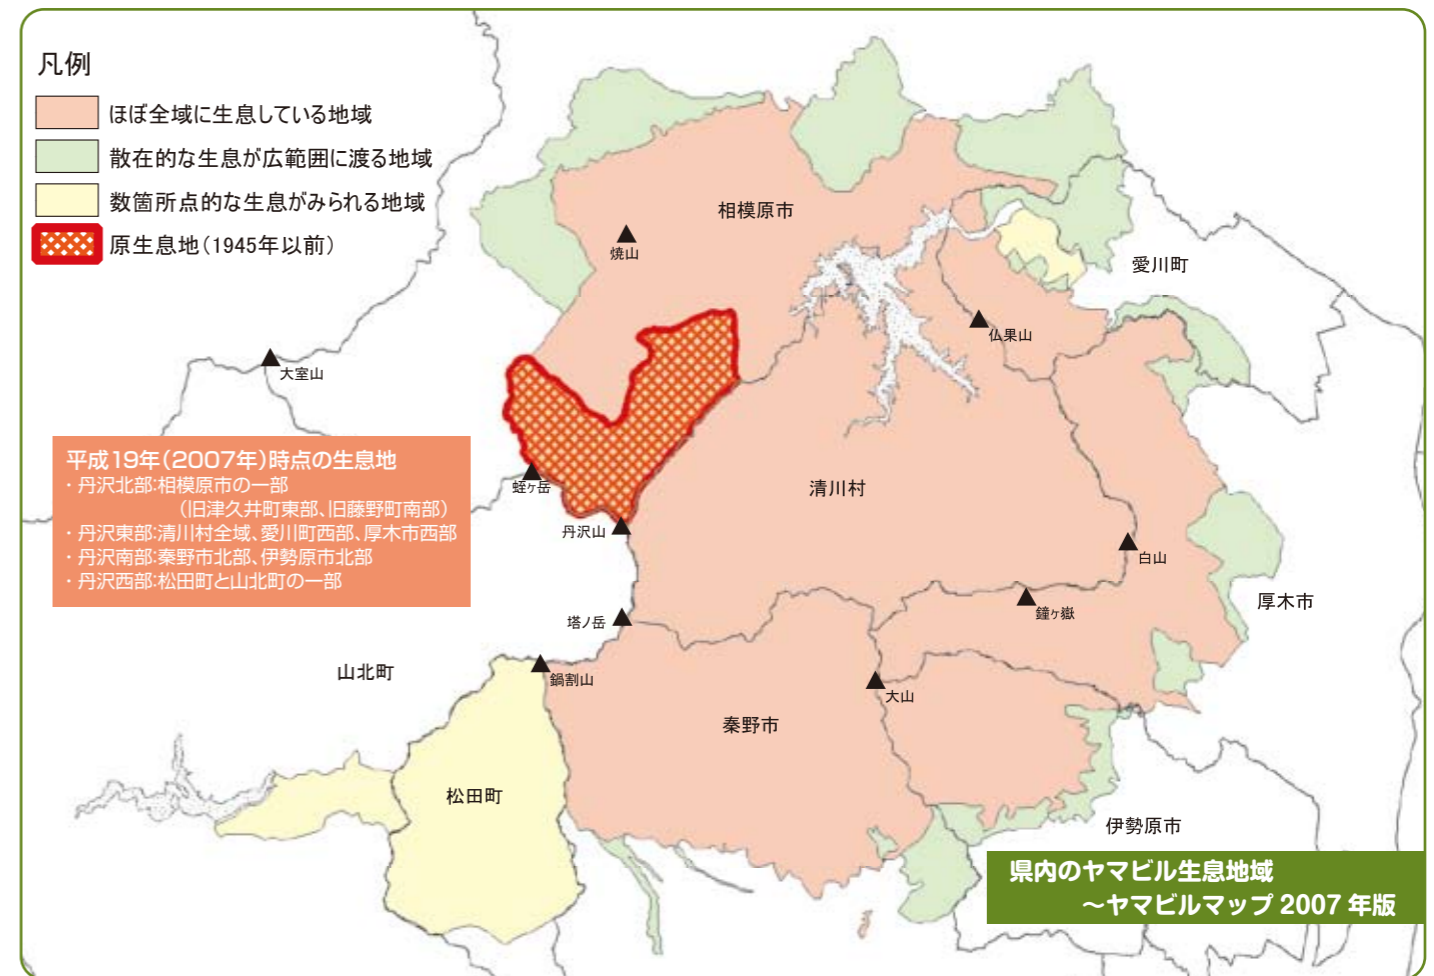 凡例
ほぼ全域に生息している地域
散在的な生息が広範囲に渡る地域
数箇所点的な生息がみられる地域
原生息地(1945年以前)
相模原市
焼山
愛川町
仏果山
大室山
平成19年(2007年)時点の生息地
・丹沢北部:相模原市の一部
(旧津久井町東部、旧藤野町南部)
・丹沢東部:清川村全域、愛川町西部、厚木市西部
・丹沢南部:秦野市北部、伊勢原市北部
・丹沢西部:松田町と山北町の一部
蛭ヶ岳
清川村
丹沢山
白山
塔ノ岳
鐘ヶ嶽
厚木市
山北町
鍋割山
大山
秦野市
松田町
伊勢原市
県内のヤマビル生息地域
～ヤマビルマップ 2007 年版